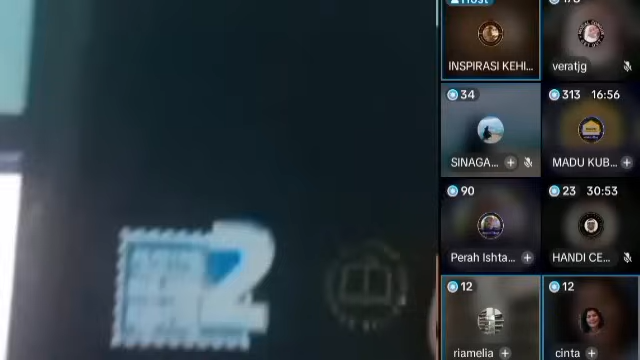 Host
INSPIRASI KEHI...
veratjg
34
SINAGA...
313 16:56
MADU KUB...
90
Perah Ishta...
23 30:53
HANDI CE...
12
riamelia
12
cinta
2